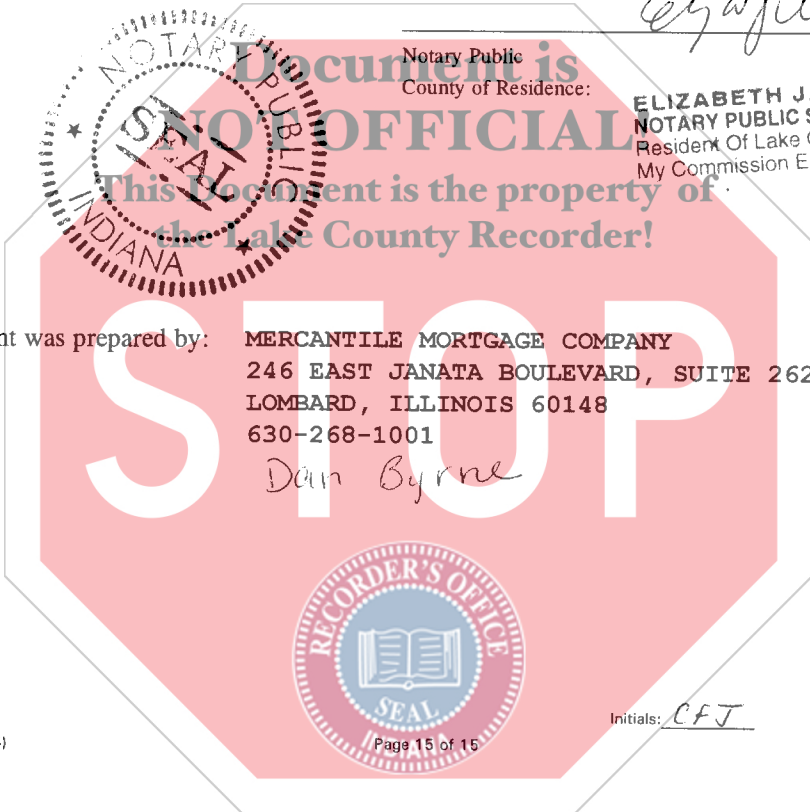 Document is
NOT OFFICIAL!
This Document is the property of
the Lake County Recorder!
NOTARY PUBLIC
SEAL
INDIANA
Notary Public
County of Residence:
ELIZABETH J.
NOTARY PUBLIC S
Resident Of Lake C
My Commission E
nt was prepared by:
MERCANTILE MORTGAGE COMPANY
246 EAST JANATA BOULEVARD, SUITE 262
LOMBARD, ILLINOIS 60148
630-268-1001
Dan Byrne
STOP
RECORDER'S OFFICE
SEAL
INDIANA
Initials: CFJ
Page 15 of 15